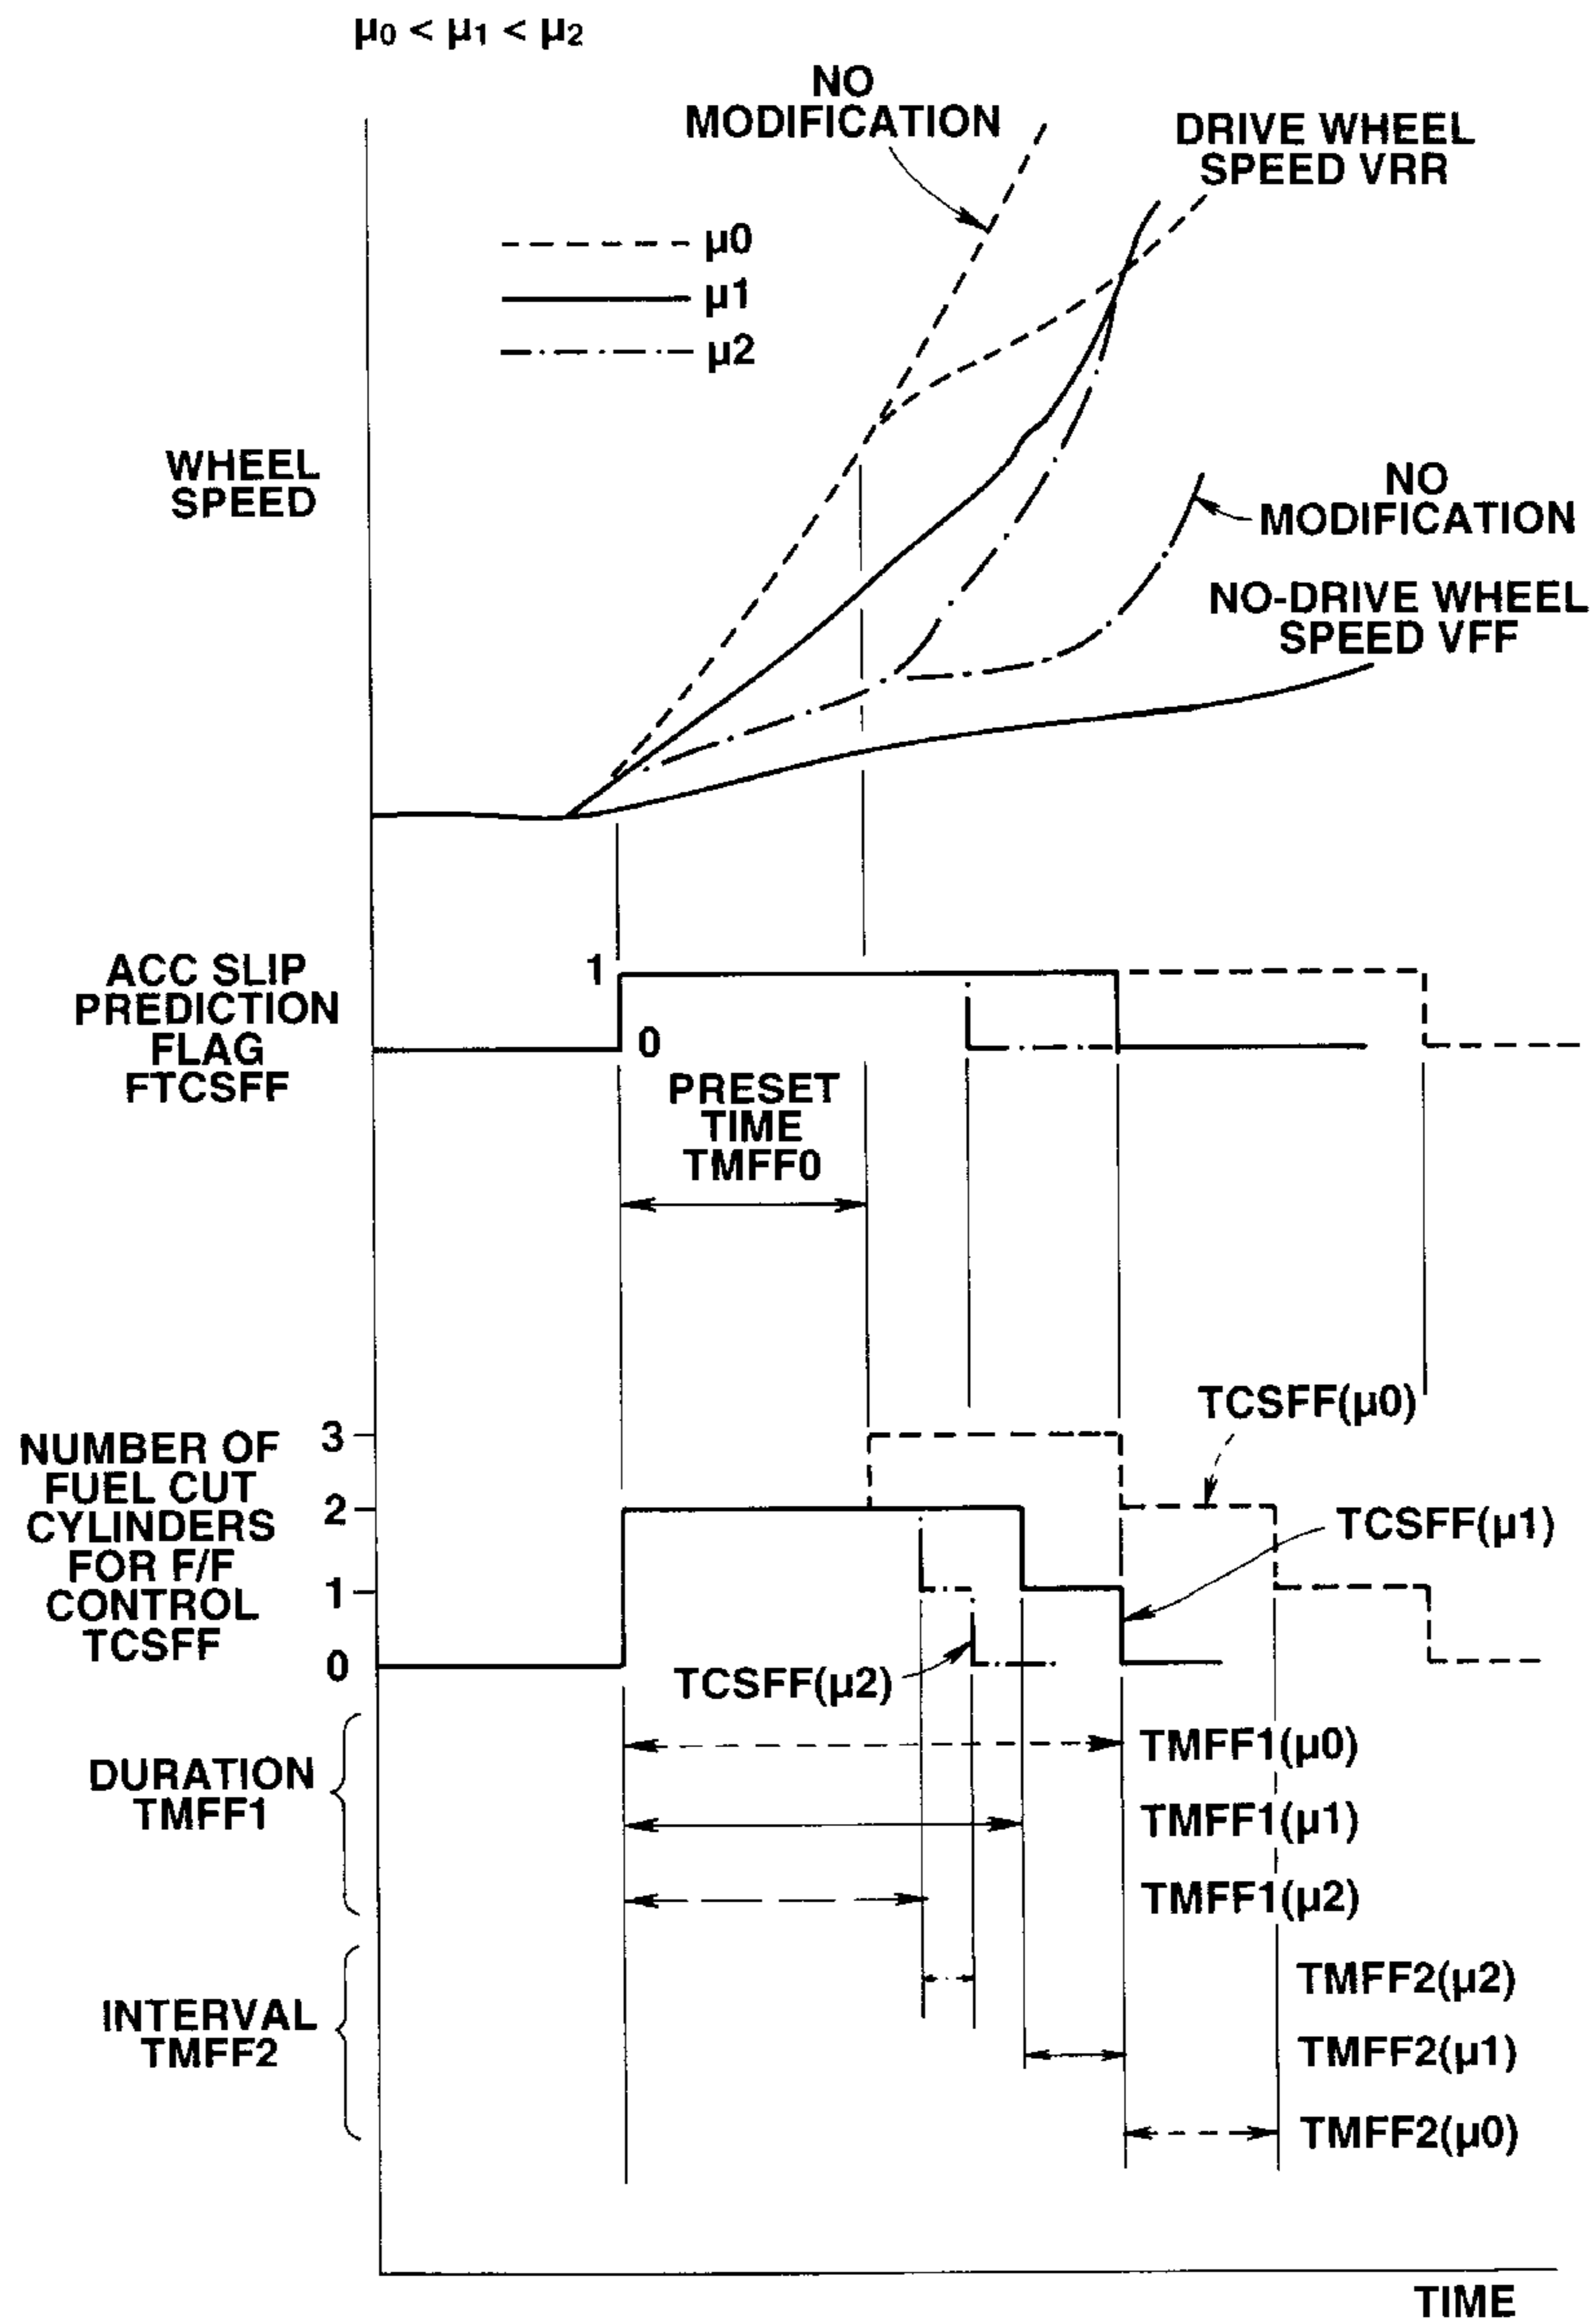 μ0 < μ1 < μ2
NO
MODIFICATION
DRIVE WHEEL
SPEED VRR
μ0
μ1
μ2
WHEEL
SPEED
NO
MODIFICATION
NO-DRIVE WHEEL
SPEED VFF
ACC SLIP
PREDICTION
FLAG
FTCSFF
1
0
PRESET
TIME
TMFF0
TCSFF(μ0)
NUMBER OF
FUEL CUT
CYLINDERS
FOR F/F
CONTROL
TCSFF
3
2
1
0
TCSFF(μ1)
TCSFF(μ2)
DURATION
TMFF1
TMFF1(μ0)
TMFF1(μ1)
TMFF1(μ2)
INTERVAL
TMFF2
TMFF2(μ2)
TMFF2(μ1)
TMFF2(μ0)
TIME